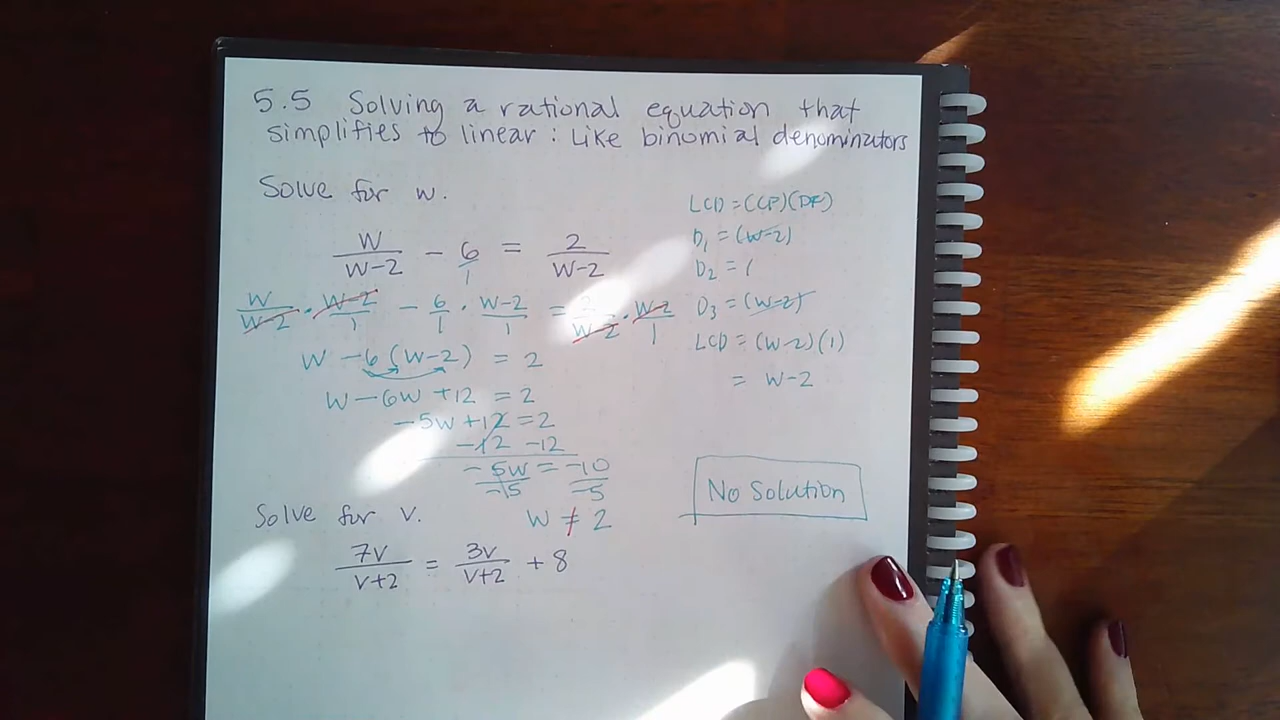 5.5 Solving a rational equation that
simplifies to linear: Like binomial denominators
Solve for w.
w/(w-2) - 6/1 = 2/(w-2)
w/(w-2) · (w-2)/1 - 6/1 · (w-2)/1 = 2/(w-2) · (w-2)/1
w - 6(w-2) = 2
w - 6w + 12 = 2
-5w + 12 = 2
-12 -12
-5w = -10
-5 -5
w ≠ 2
LCD = (CF)(DF)
D1 = (w-2)
D2 = 1
D3 = (w-2)
LCD = (w-2)(1)
= w-2
No Solution
Solve for v.
7v/(v+2) = 3v/(v+2) + 8